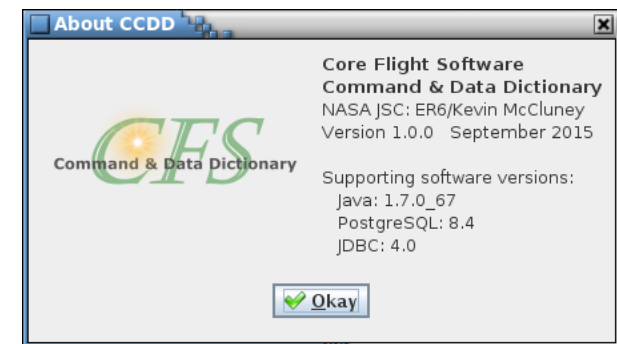 About CCDD
CFS
Command & Data Dictionary
Core Flight Software
Command & Data Dictionary
NASA JSC: ER6/Kevin McCluney
Version 1.0.0 September 2015
Supporting software versions:
Java: 1.7.0_67
PostgreSQL: 8.4
JDBC: 4.0
Okay